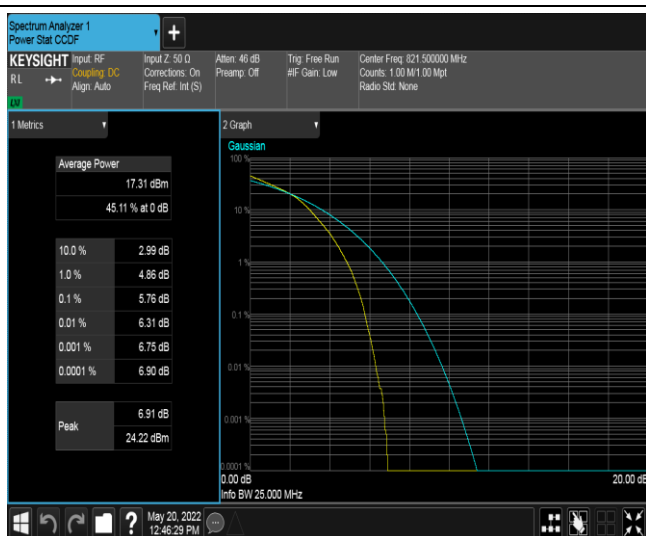 Spectrum Analyzer 1
Power Stat CCDF
+
KEYSIGHT
RL
Input: RF
Coupling: DC
Align: Auto
Input Z: 50 Ω
Corrections: On
Freq Ref: Int (S)
Atten: 46 dB
Preamp: Off
Trig: Free Run
#IF Gain: Low
Center Freq: 821.500000 MHz
Counts: 1.00 M/1.00 Mpt
Radio Std: None
1 Metrics
Average Power
17.31 dBm
45.11 % at 0 dB
10.0 % 2.99 dB
1.0 % 4.86 dB
0.1 % 5.76 dB
0.01 % 6.31 dB
0.001 % 6.75 dB
0.0001 % 6.90 dB
Peak
6.91 dB
24.22 dBm
2 Graph
Gaussian
100 %
10 %
1 %
0.1 %
0.01 %
0.001 %
0.0001 %
0.00 dB 20.00 dB
Info BW 25.000 MHz
?
May 20, 2022
12:46:29 PM